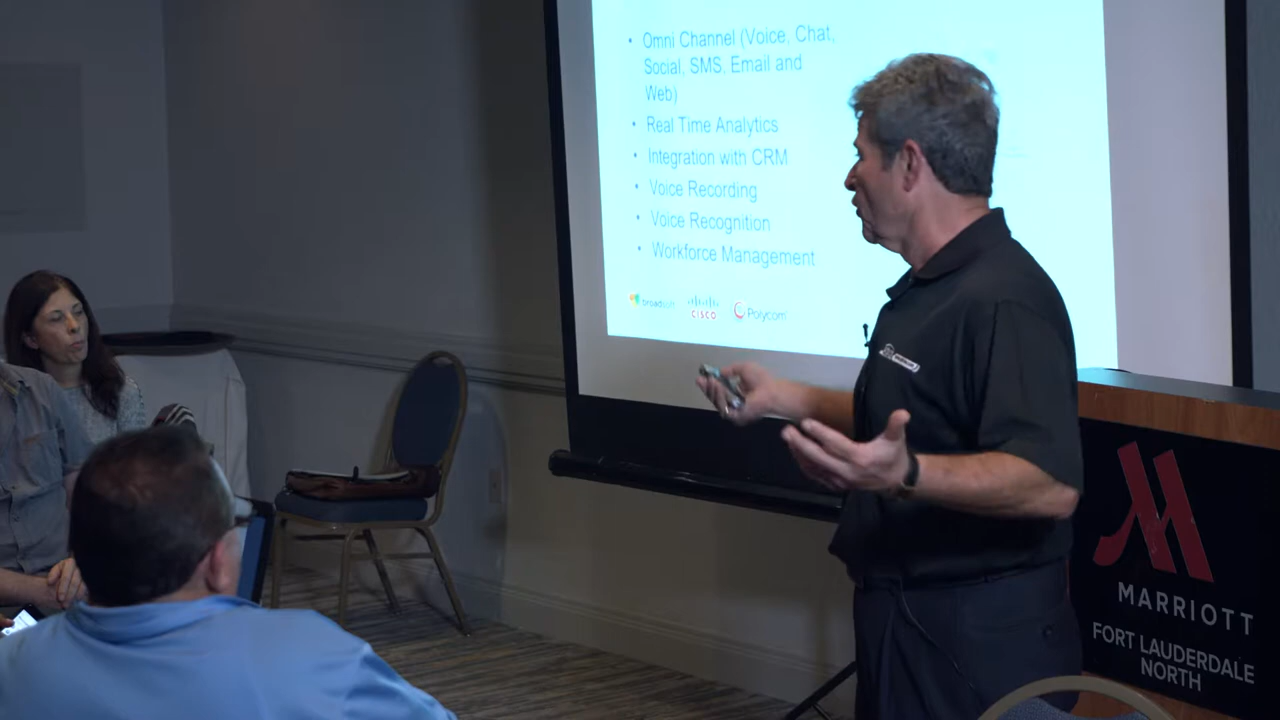 • Omni Channel (Voice, Chat,
Social, SMS, Email and
Web)
• Real Time Analytics
• Integration with CRM
• Voice Recording
• Voice Recognition
• Workforce Management
broadsoft
CISCO
Polycom
MARRIOTT
FORT LAUDERDALE
NORTH